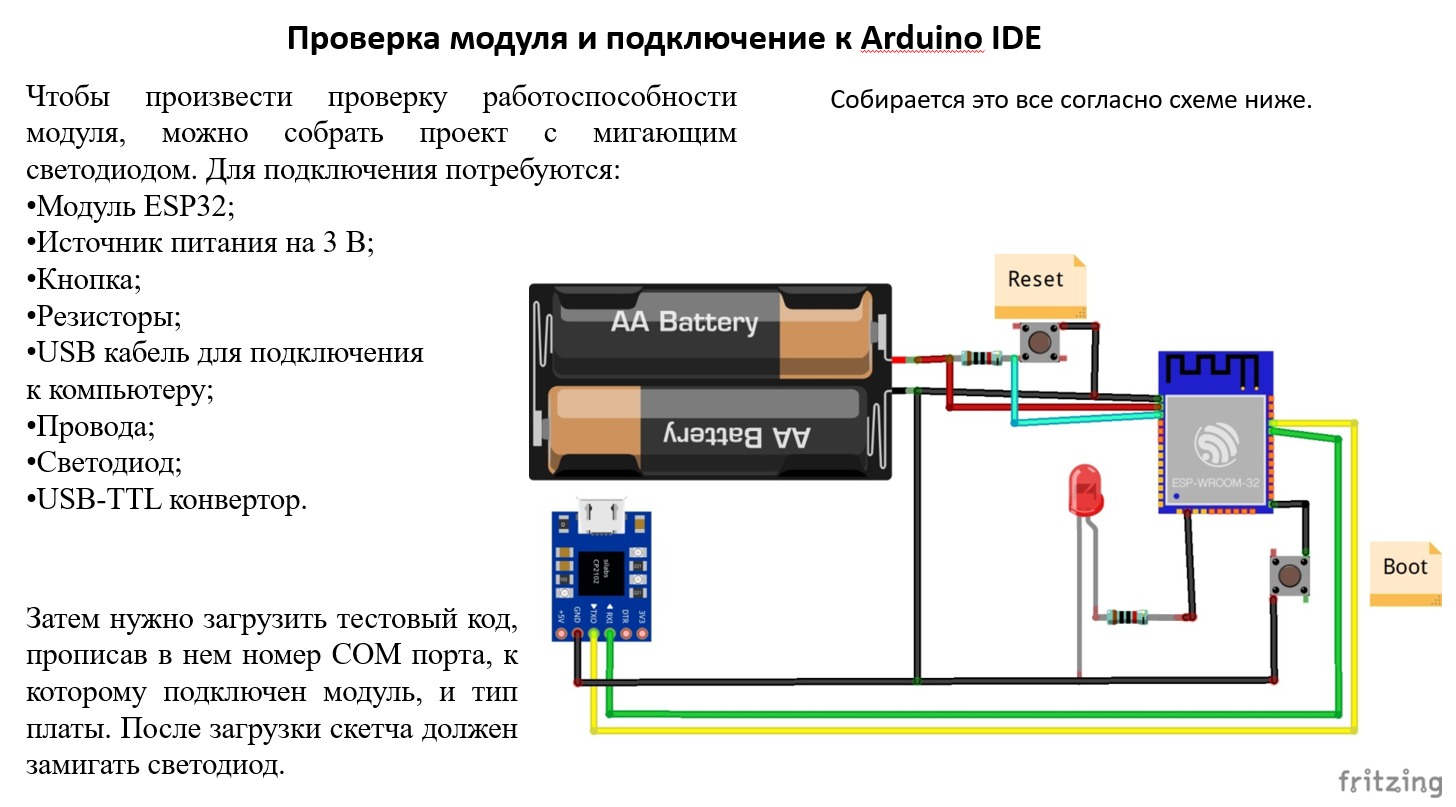 Проверка модуля и подключение к Arduino IDE
Чтобы произвести проверку работоспособности
модуля, можно собрать проект с мигающим
светодиодом. Для подключения потребуются:
•Модуль ESP32;
•Источник питания на 3 В;
•Кнопка;
•Резисторы;
•USB кабель для подключения
к компьютеру;
•Провода;
•Светодиод;
•USB-TTL конвертор.
Затем нужно загрузить тестовый код,
прописав в нем номер COM порта, к
которому подключен модуль, и тип
платы. После загрузки скетча должен
замигать светодиод.
Собирается это все согласно схеме ниже.
Reset
AA Battery
AA Battery
ESP-WROOM-32
Boot
silabs
CP2102
+5V
GND
TXO
RXI
DTR
3V3
fritzing